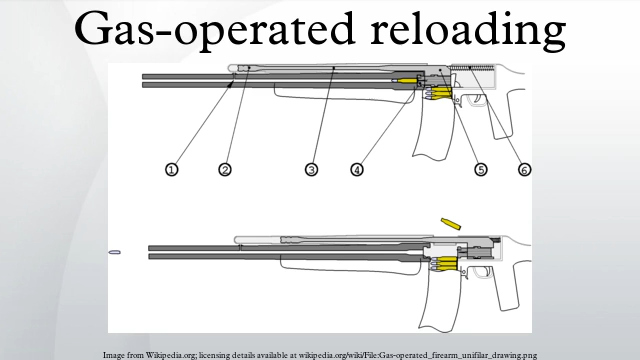 Gas-operated reloading
1 2 3 4 5 6
Image from Wikipedia.org; licensing details available at wikipedia.org/wiki/File:Gas-operated_firearm_unifilar_drawing.png